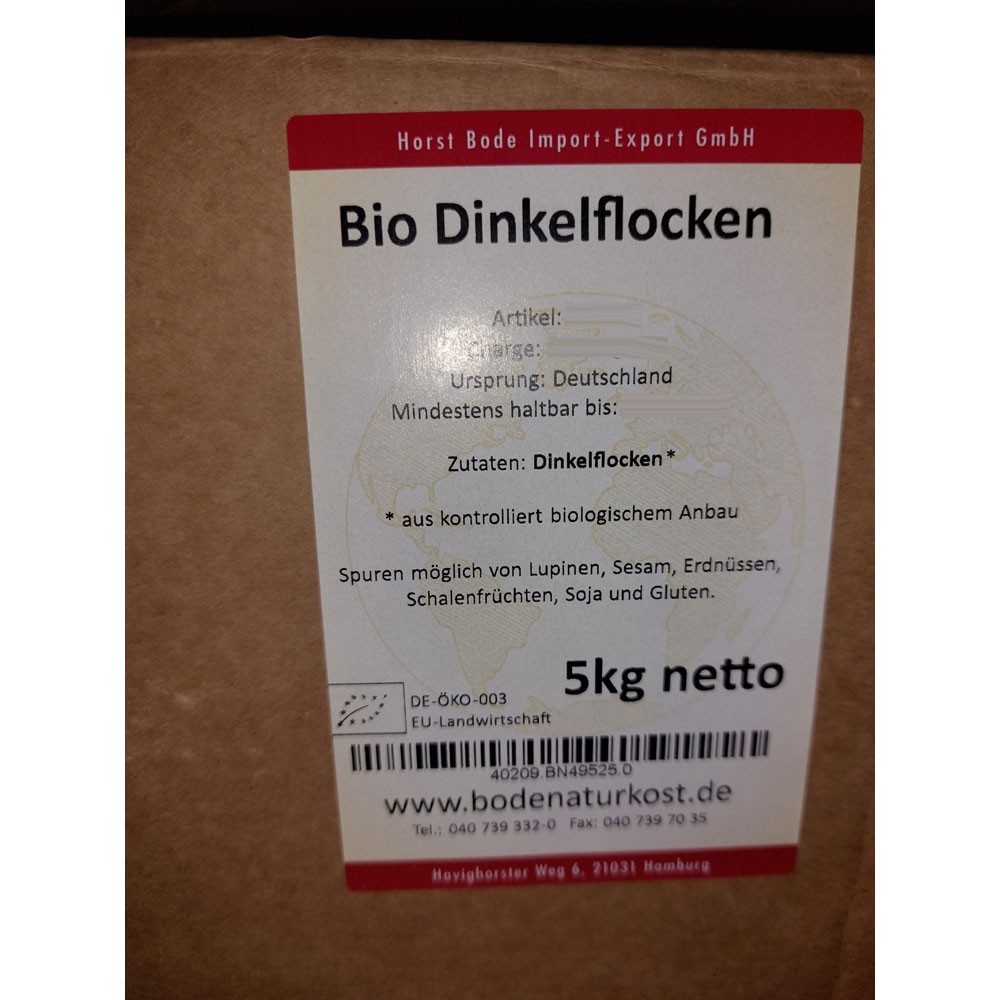 Horst Bode Import-Export GmbH
Bio Dinkelflocken
Artikel:
Charge:
Ursprung: Deutschland
Mindestens haltbar bis:
Zutaten: Dinkelflocken*
* aus kontrolliert biologischem Anbau
Spuren möglich von Lupinen, Sesam, Erdnüssen,
Schalenfrüchten, Soja und Gluten.
5kg netto
DE-ÖKO-003
EU-Landwirtschaft
40209.BN49525.0
www.bodenaturkost.de
Tel.: 040 739 332-0 Fax: 040 739 70 35
Havighorster Weg 6, 21031 Hamburg